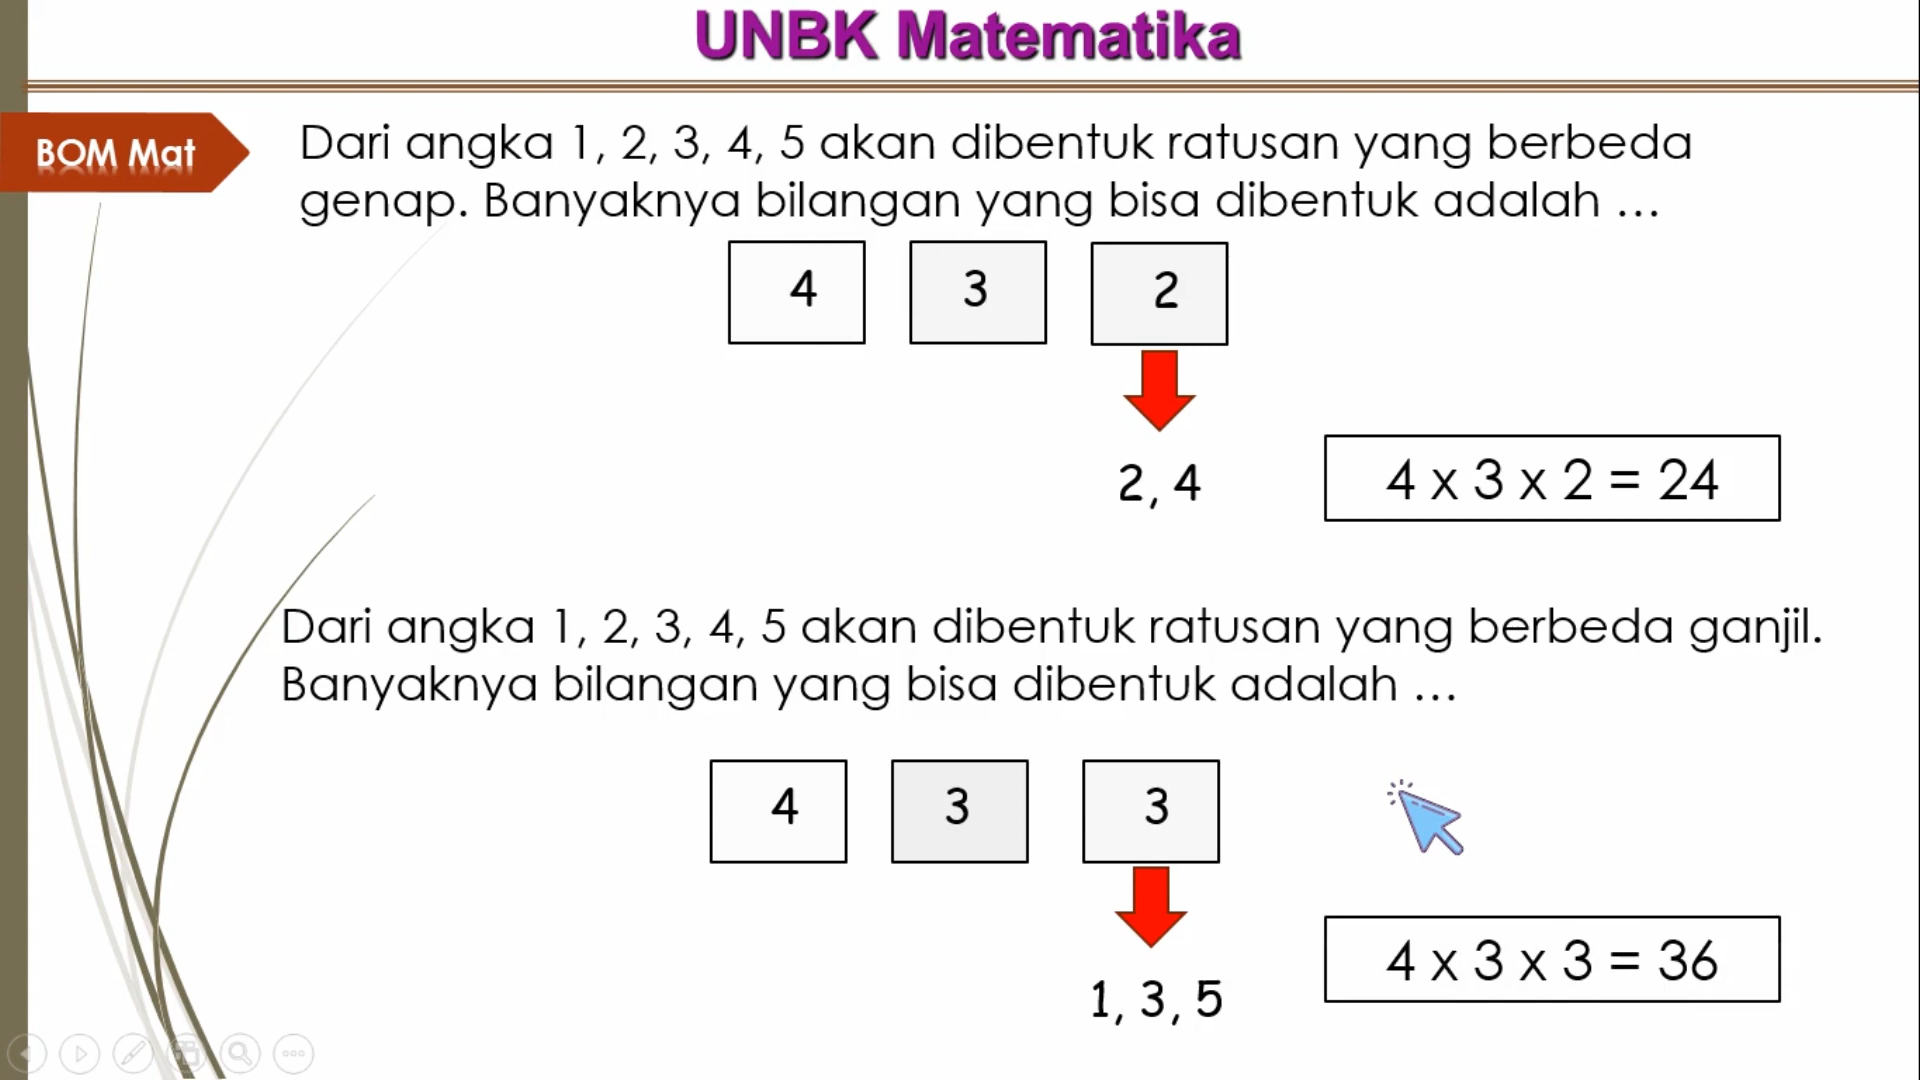 UNBK Matematika
BOM Mat
Dari angka 1, 2, 3, 4, 5 akan dibentuk ratusan yang berbeda
genap. Banyaknya bilangan yang bisa dibentuk adalah ...
4 3 2
2, 4
4 x 3 x 2 = 24
Dari angka 1, 2, 3, 4, 5 akan dibentuk ratusan yang berbeda ganjil.
Banyaknya bilangan yang bisa dibentuk adalah ...
4 3 3
1, 3, 5
4 x 3 x 3 = 36